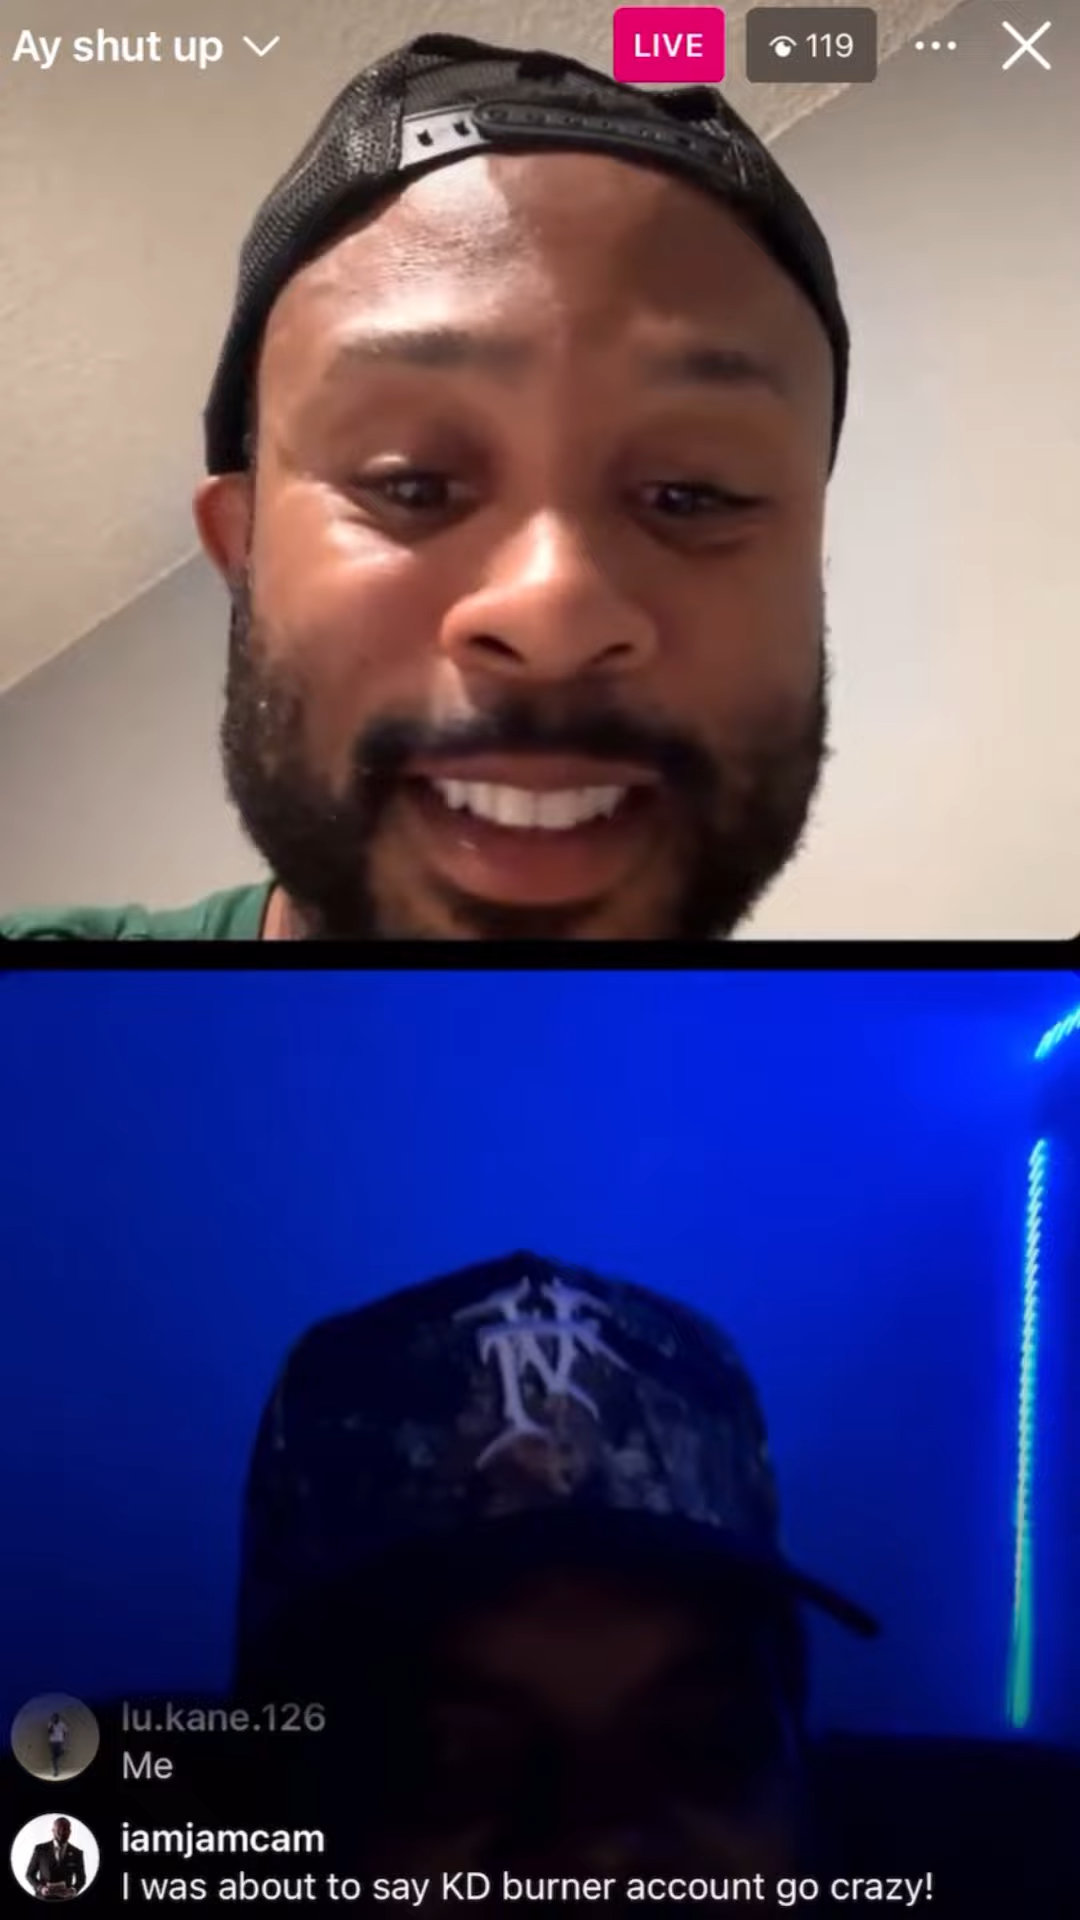 Ay shut up
LIVE
119
lu.kane.126
Me
iamjamcam
I was about to say KD burner account go crazy!